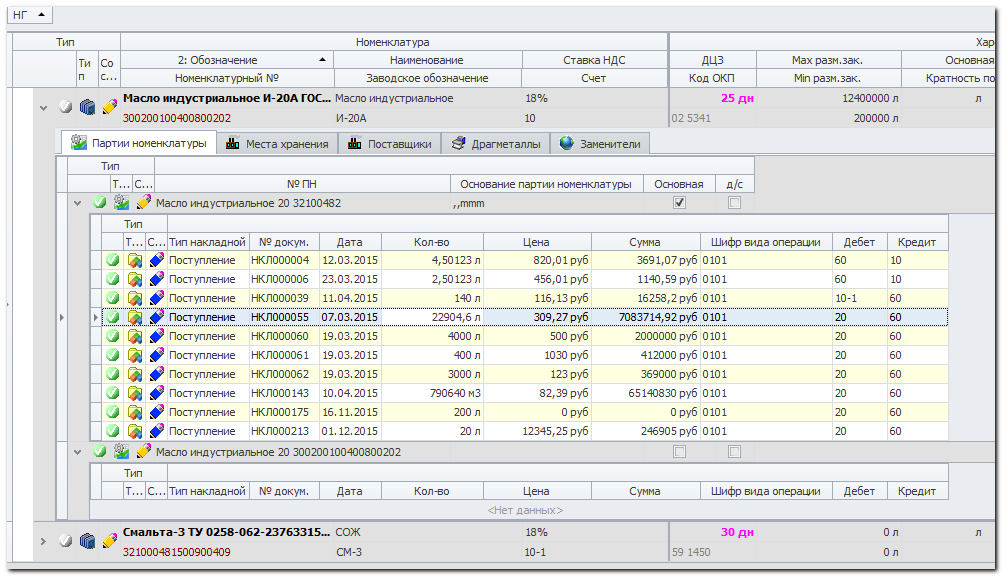 НГ
Тип Номенклатура Хар
Ти п Со с... 2: Обозначение Наименование Ставка НДС ДЦЗ Max разм.зак. Основная
Номенклатурный № Заводское обозначение Счет Код ОКП Min разм.зак. Кратность по
Масло индустриальное И-20А ГОС... Масло индустриальное 18% 25 дн 12400000 л л
300200100400800202 И-20А 10 02 5341 200000 л
Партии номенклатуры Места хранения Поставщики Драгметаллы Заменители
Тип
Т... С... № ПН Основание партии номенклатуры Основная д/с
Масло индустриальное 20 32100482 ,,mmm
Тип
Т... С... Тип накладной № докум. Дата Кол-во Цена Сумма Шифр вида операции Дебет Кредит
Поступление НКЛ000004 12.03.2015 4,50123 л 820,01 руб 3691,07 руб 0101 60 10
Поступление НКЛ000006 23.03.2015 2,50123 л 456,01 руб 1140,59 руб 0101 60 10
Поступление НКЛ000039 11.04.2015 140 л 116,13 руб 16258,2 руб 0101 10-1 60
Поступление НКЛ000055 07.03.2015 22904,6 л 309,27 руб 7083714,92 руб 0101 20 60
Поступление НКЛ000060 19.03.2015 4000 л 500 руб 2000000 руб 0101 20 60
Поступление НКЛ000061 19.03.2015 400 л 1030 руб 412000 руб 0101 20 60
Поступление НКЛ000062 19.03.2015 3000 л 123 руб 369000 руб 0101 20 60
Поступление НКЛ000143 10.04.2015 790640 м3 82,39 руб 65140830 руб 0101 20 60
Поступление НКЛ000175 16.11.2015 200 л 0 руб 0 руб 0101 20 60
Поступление НКЛ000213 01.12.2015 20 л 12345,25 руб 246905 руб 0101 20 60
Масло индустриальное 20 300200100400800202
Тип
Т... С... Тип накладной № докум. Дата Кол-во Цена Сумма Шифр вида операции Дебет Кредит
<Нет данных>
Смальта-3 ТУ 0258-062-23763315... СОЖ 18% 30 дн 0 л л
321000481500900409 СМ-3 10-1 59 1450 0 л